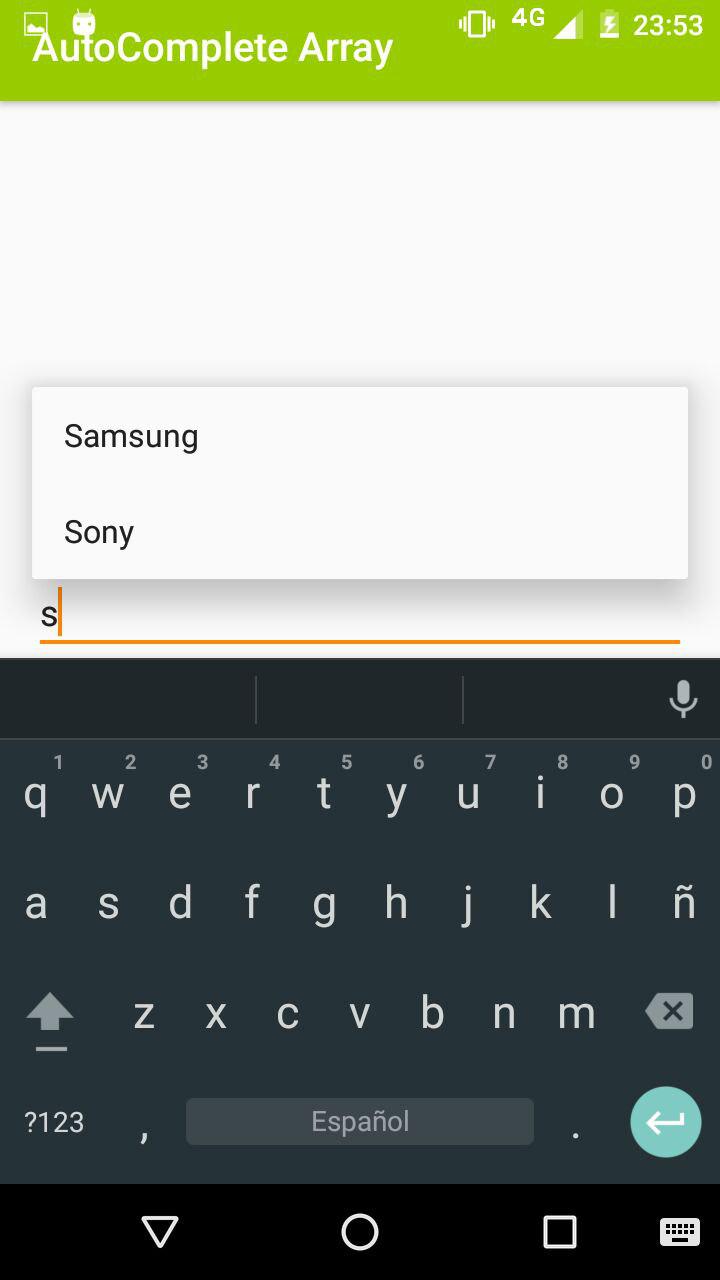 4G 23:53
AutoComplete Array
Samsung
Sony
s
1 2 3 4 5 6 7 8 9 0
q w e r t y u i o p
a s d f g h j k l ñ
z x c v b n m
?123 , Español .